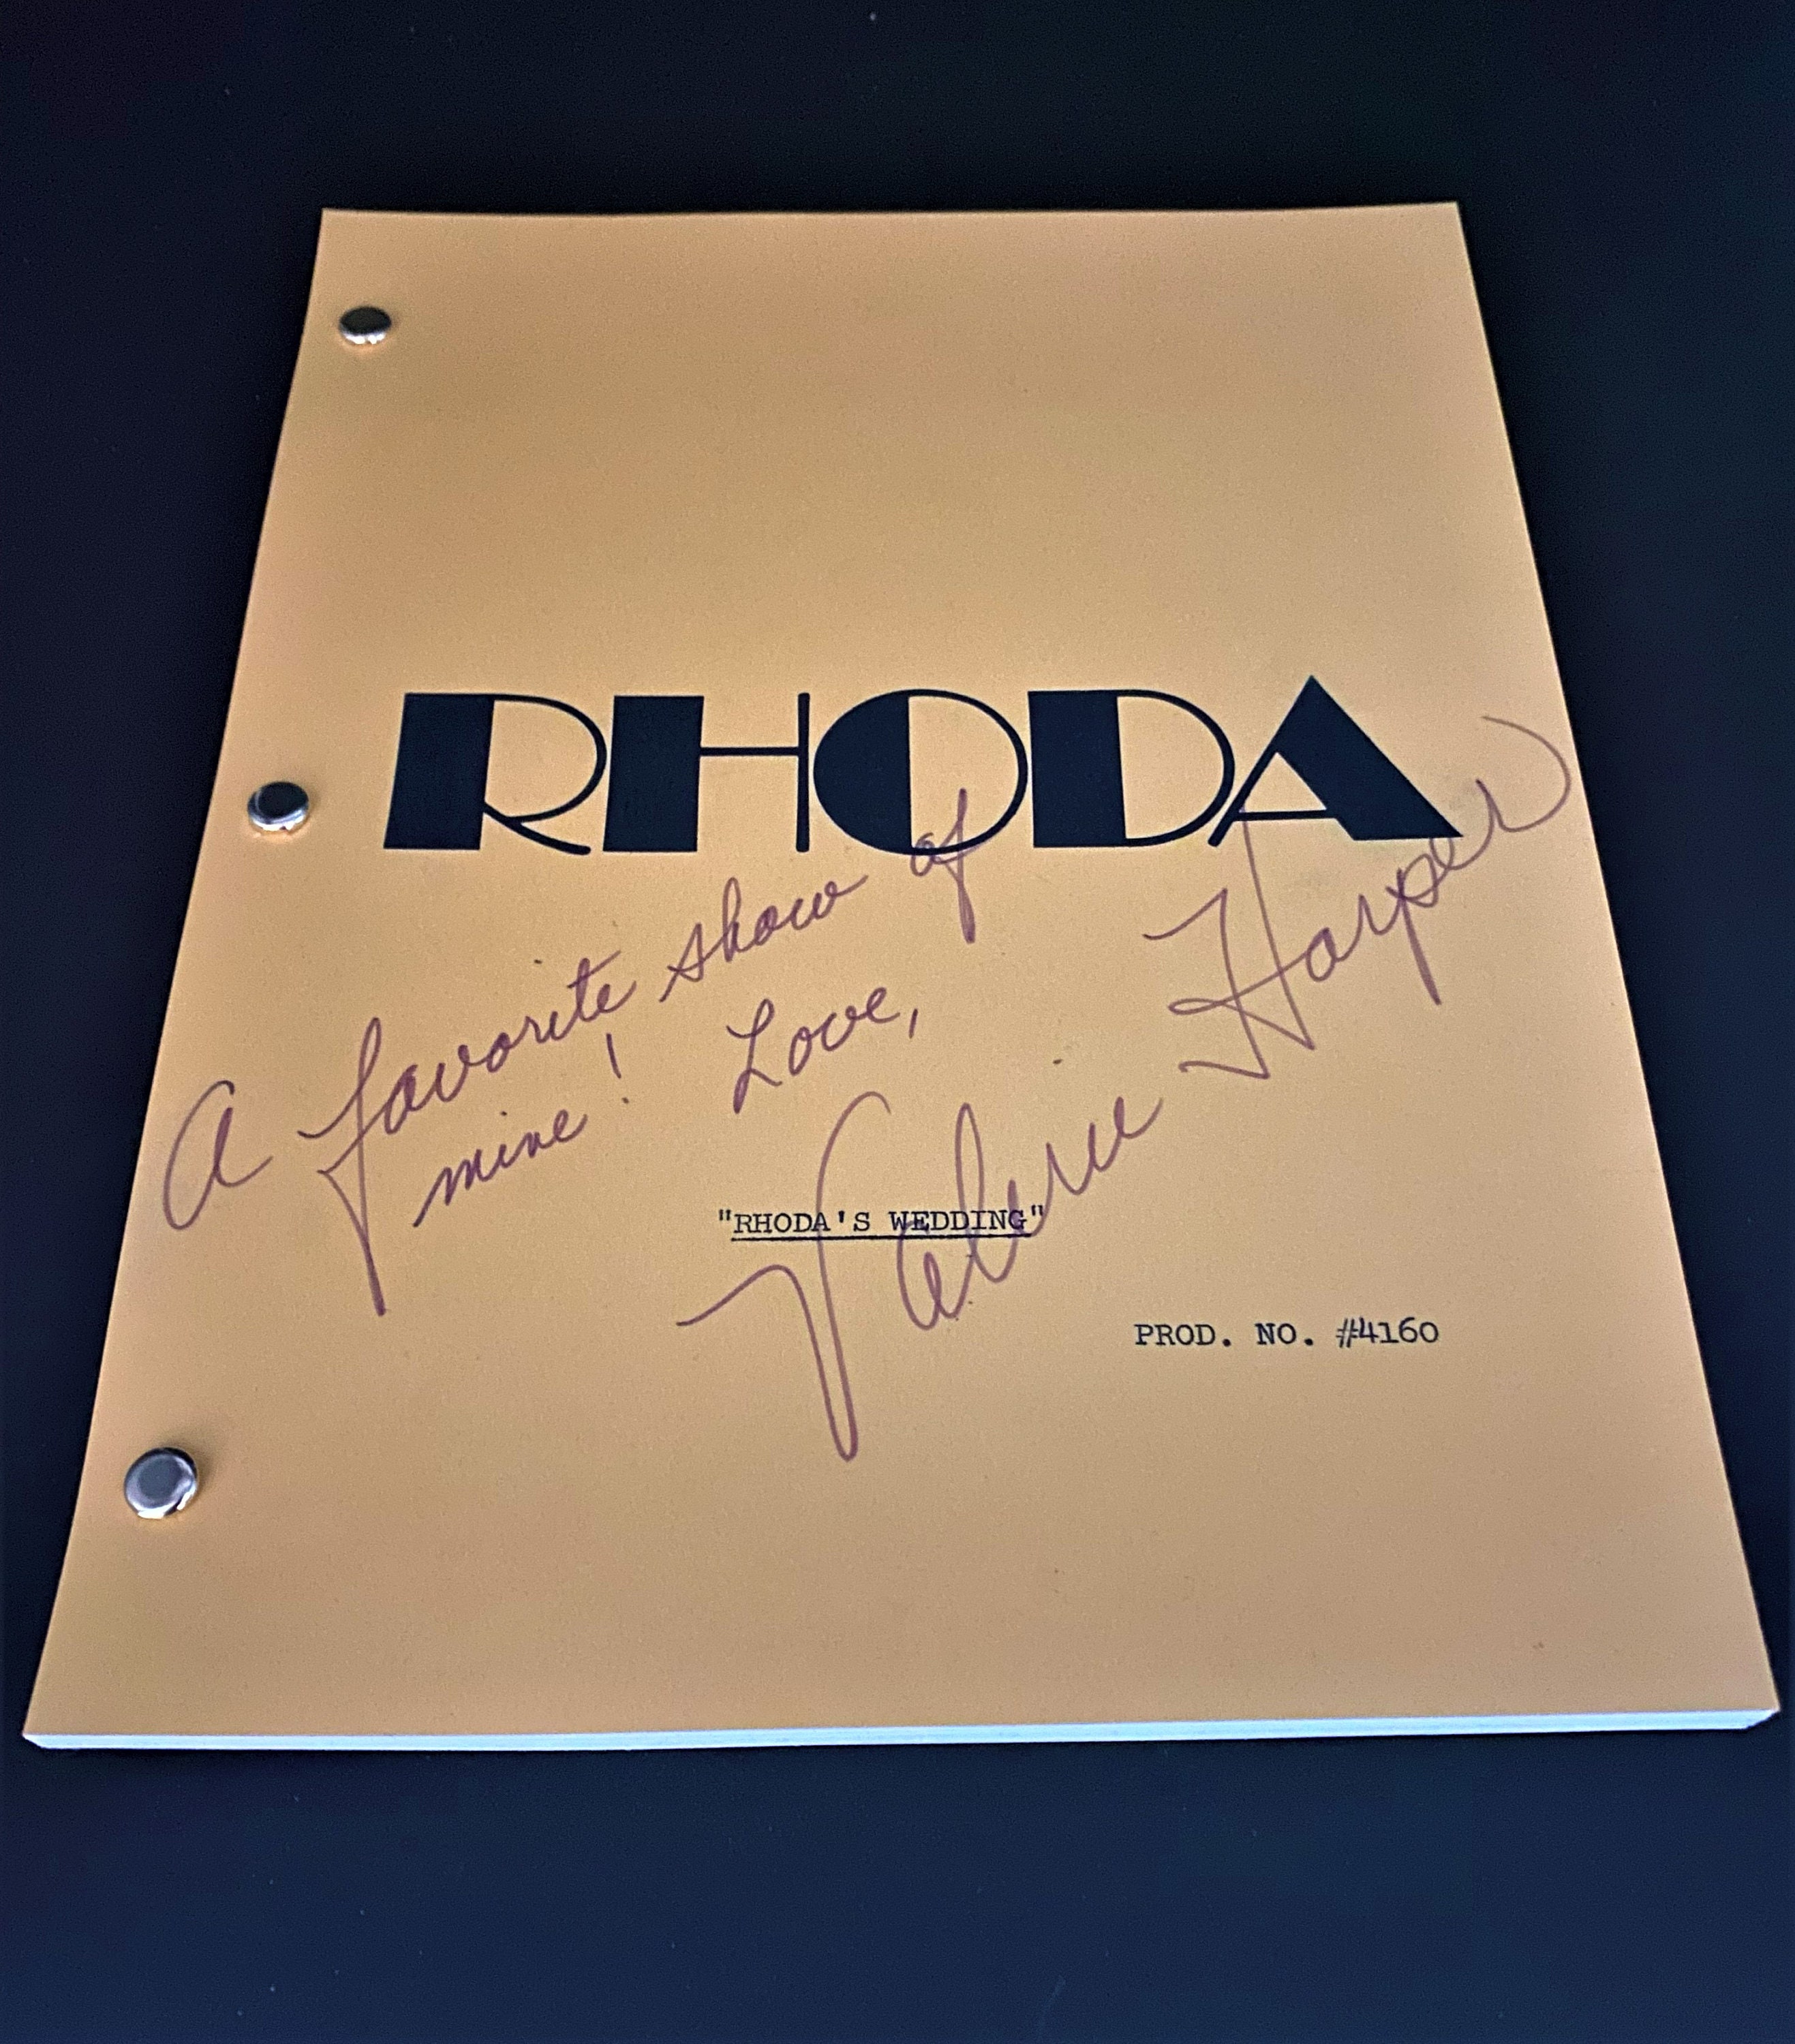 RHODA
A favorite show of
mine! Love,
Valerie Harper
"RHODA'S WEDDING"
PROD. NO. #4160